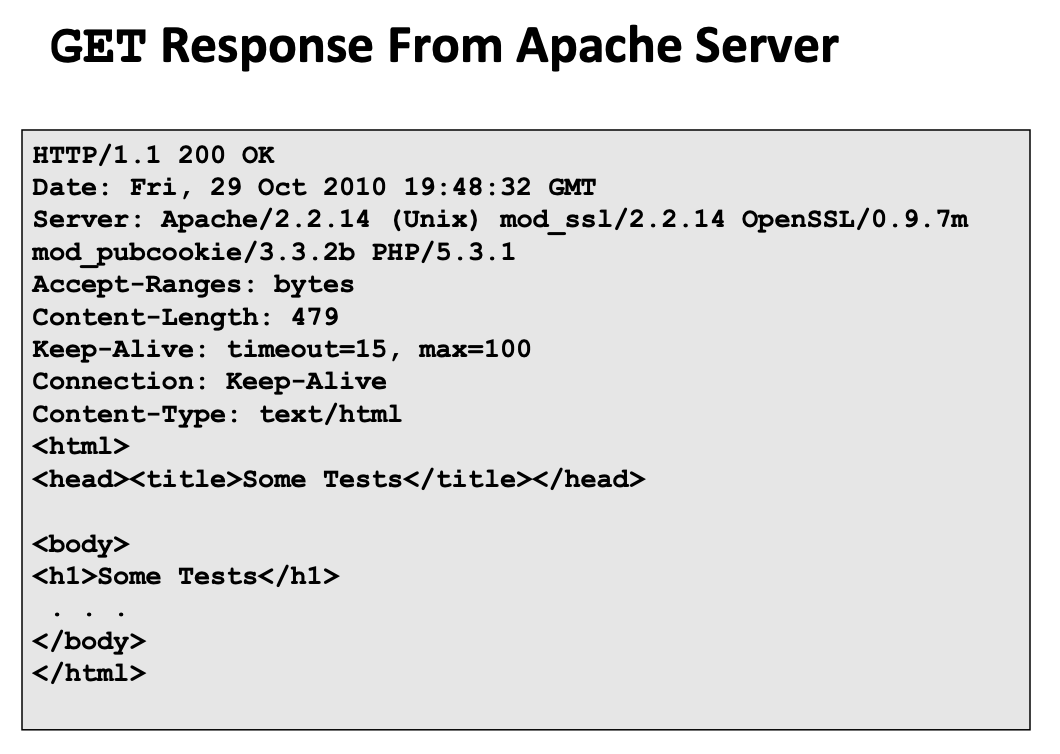 GET Response From Apache Server
HTTP/1.1 200 OK
Date: Fri, 29 Oct 2010 19:48:32 GMT
Server: Apache/2.2.14 (Unix) mod_ssl/2.2.14 OpenSSL/0.9.7m
mod_pubcookie/3.3.2b PHP/5.3.1
Accept-Ranges: bytes
Content-Length: 479
Keep-Alive: timeout=15, max=100
Connection: Keep-Alive
Content-Type: text/html
<html>
<head><title>Some Tests</title></head>

<body>
<h1>Some Tests</h1>
 . . .
</body>
</html>